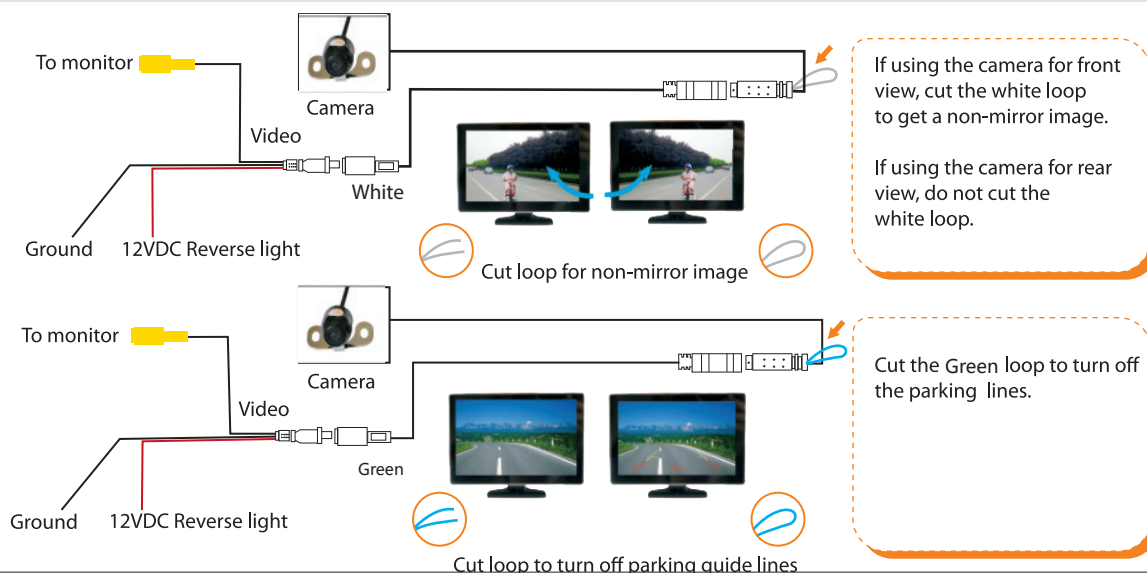 To monitor
Camera
Video
White
Ground
12VDC Reverse light
Cut loop for non-mirror image
If using the camera for front
view, cut the white loop
to get a non-mirror image.
If using the camera for rear
view, do not cut the
white loop.
To monitor
Camera
Video
Green
Ground
12VDC Reverse light
Cut loop to turn off parking guide lines
Cut the Green loop to turn off
the parking lines.